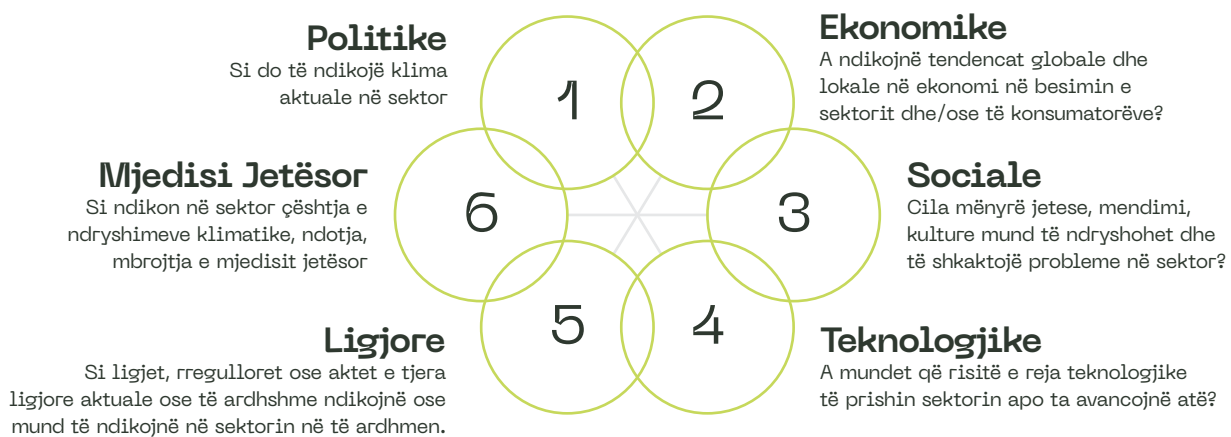 Politike
Si do të ndikojë klima
aktuale në sektor
1
2
Ekonomike
A ndikojnë tendencat globale dhe
lokale në ekonomi në besimin e
sektorit dhe/ose të konsumatorëve?
Mjedisi Jetësor
Si ndikon në sektor çështja e
ndryshimeve klimatike, ndotja,
mbrojtja e mjedisit jetësor
6
3
Sociale
Cila mënyrë jetese, mendimi,
kulture mund të ndryshohet dhe
të shkaktojë probleme në sektor?
Ligjore
Si ligjet, rregulloret ose aktet e tjera
ligjore aktuale ose të ardhshme ndikojnë ose
mund të ndikojnë në sektorin në të ardhmen.
5
4
Teknologjike
A mundet që risitë e reja teknologjike
të prishin sektorin apo ta avancojnë atë?